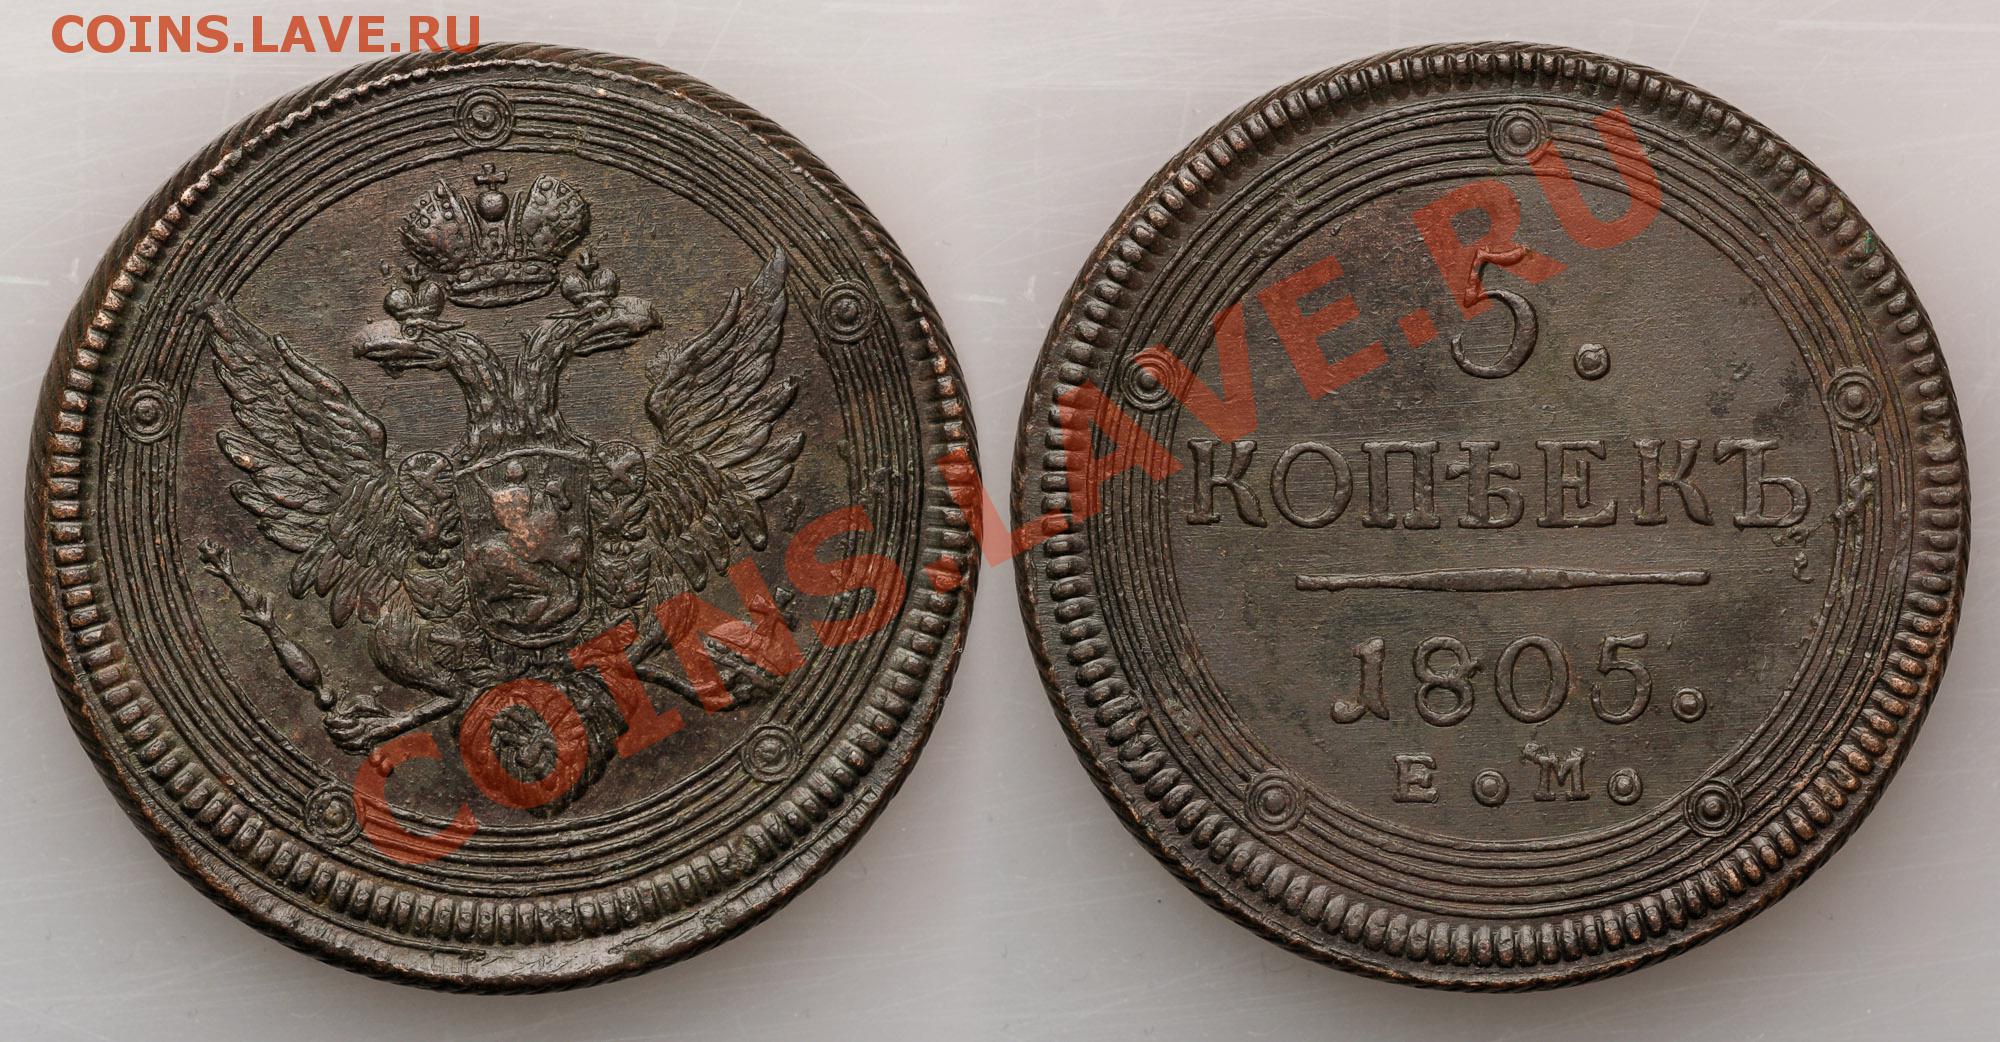 COINS.LAVE.RU
COINS.LAVE.RU
5.
КОПѢЕКЪ
1805.
Е.М.